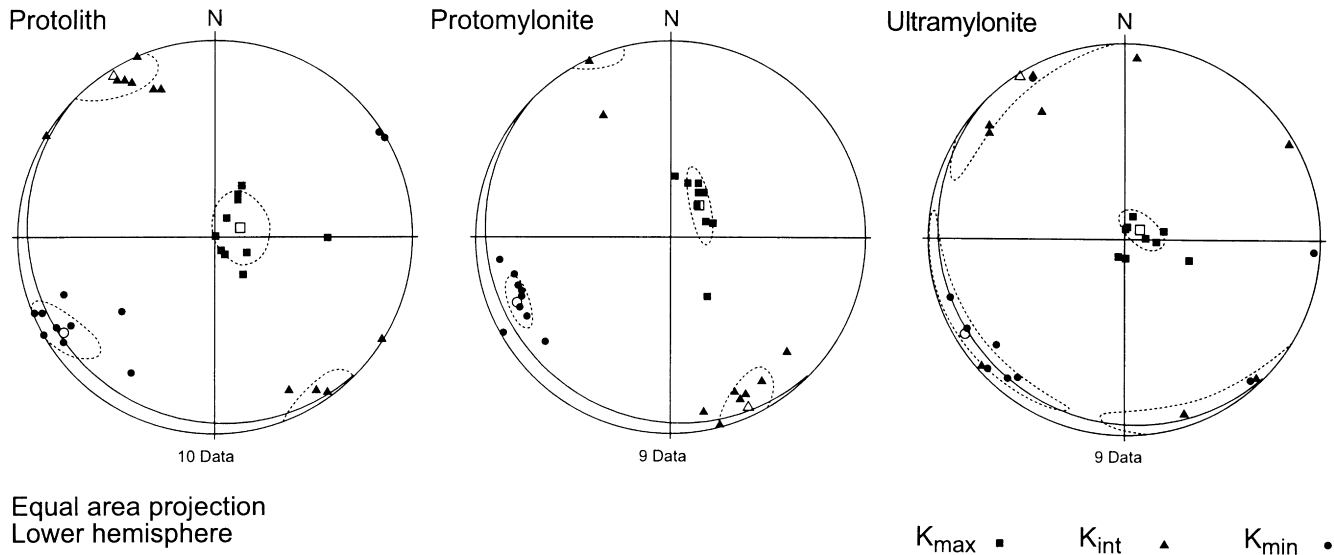 Protolith
N
Protomylonite
N
Ultramylonite
N
10 Data
9 Data
9 Data
Equal area projection
Lower hemisphere
Kmax
Kint
Kmin